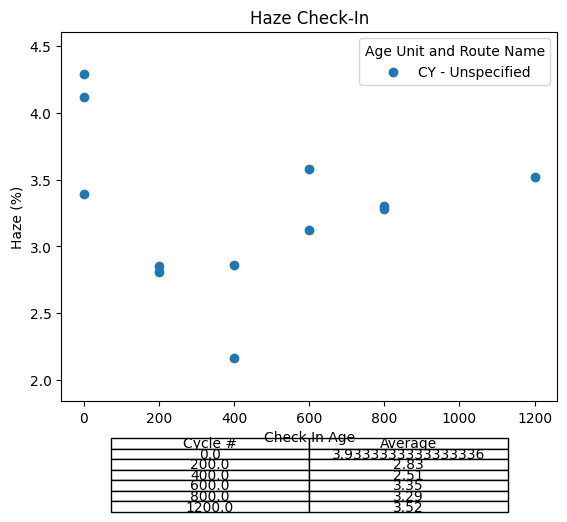 Haze Check-In
4.5
4.0
3.5
3.0
2.5
2.0
Haze (%)
Age Unit and Route Name
CY - Unspecified
0 200 400 600 800 1000 1200
Check In Age
Cycle # Average
0.0 3.9333333333333336
200.0 2.83
400.0 2.51
600.0 3.35
800.0 3.29
1200.0 3.52